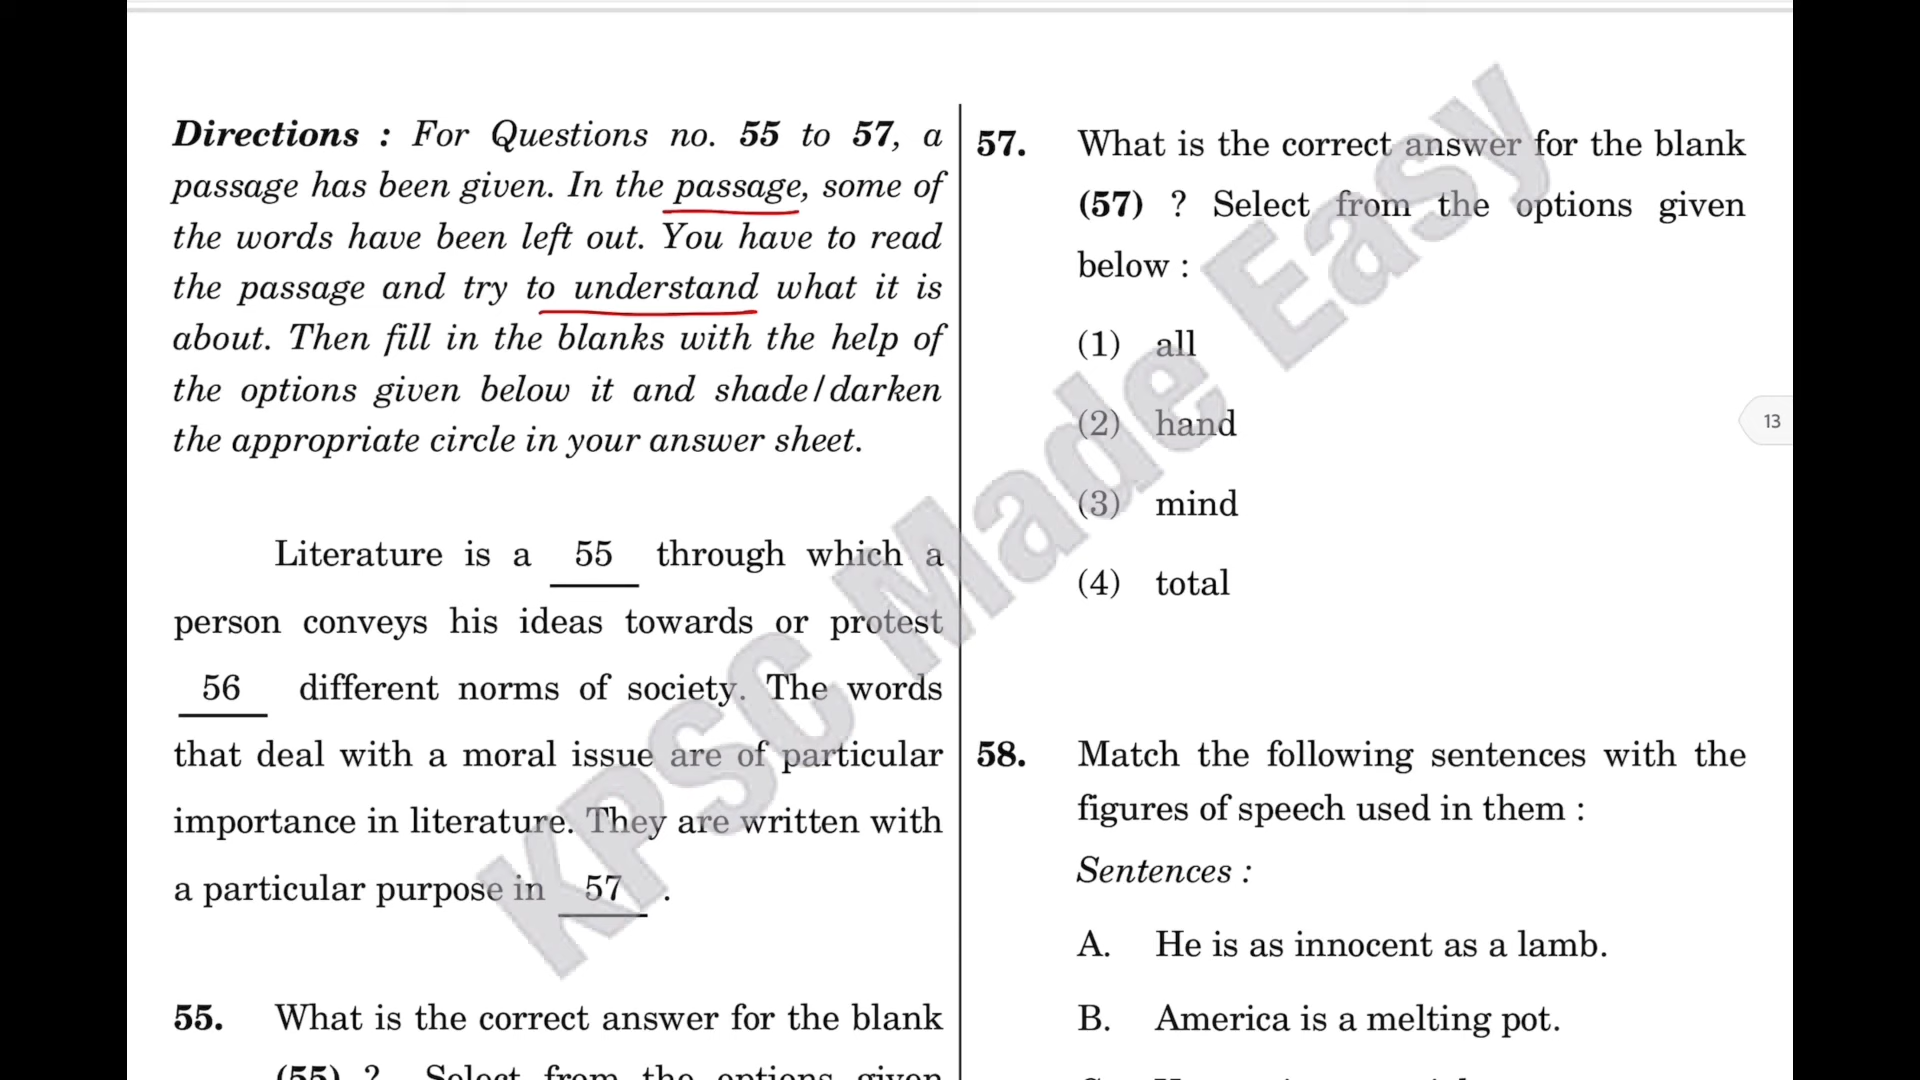 Directions : For Questions no. 55 to 57, a
passage has been given. In the passage, some of
the words have been left out. You have to read
the passage and try to understand what it is
about. Then fill in the blanks with the help of
the options given below it and shade/darken
the appropriate circle in your answer sheet.
Literature is a 55 through which a
person conveys his ideas towards or protest
56 different norms of society. The words
that deal with a moral issue are of particular
importance in literature. They are written with
a particular purpose in 57 .
55. What is the correct answer for the blank
(55) ? Select from the options given
57. What is the correct answer for the blank
(57) ? Select from the options given
below :
(1) all
(2) hand
(3) mind
(4) total
58. Match the following sentences with the
figures of speech used in them :
Sentences :
A. He is as innocent as a lamb.
B. America is a melting pot.
13
KPSC Made Easy